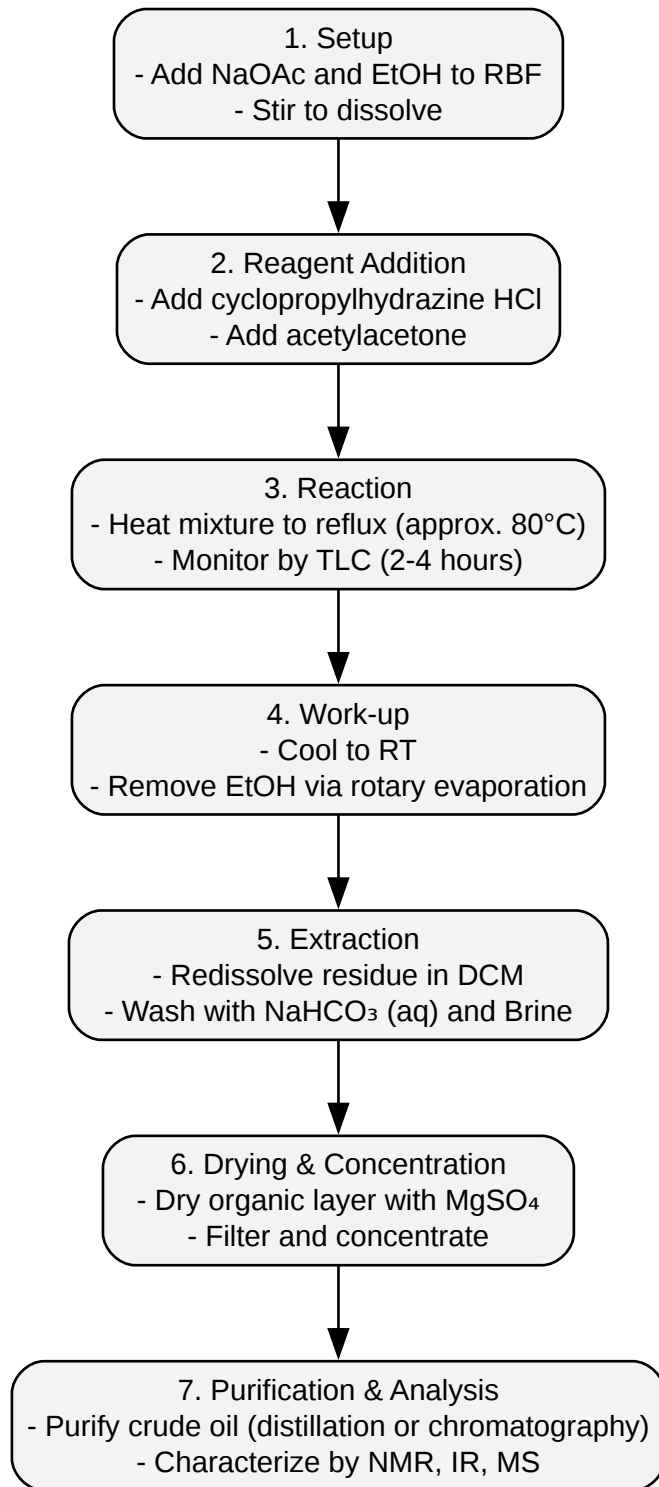 1. Setup
- Add NaOAc and EtOH to RBF
- Stir to dissolve
2. Reagent Addition
- Add cyclopropylhydrazine HCl
- Add acetylacetone
3. Reaction
- Heat mixture to reflux (approx. 80°C)
- Monitor by TLC (2-4 hours)
4. Work-up
- Cool to RT
- Remove EtOH via rotary evaporation
5. Extraction
- Redissolve residue in DCM
- Wash with NaHCO₃ (aq) and Brine
6. Drying & Concentration
- Dry organic layer with MgSO₄
- Filter and concentrate
7. Purification & Analysis
- Purify crude oil (distillation or chromatography)
- Characterize by NMR, IR, MS